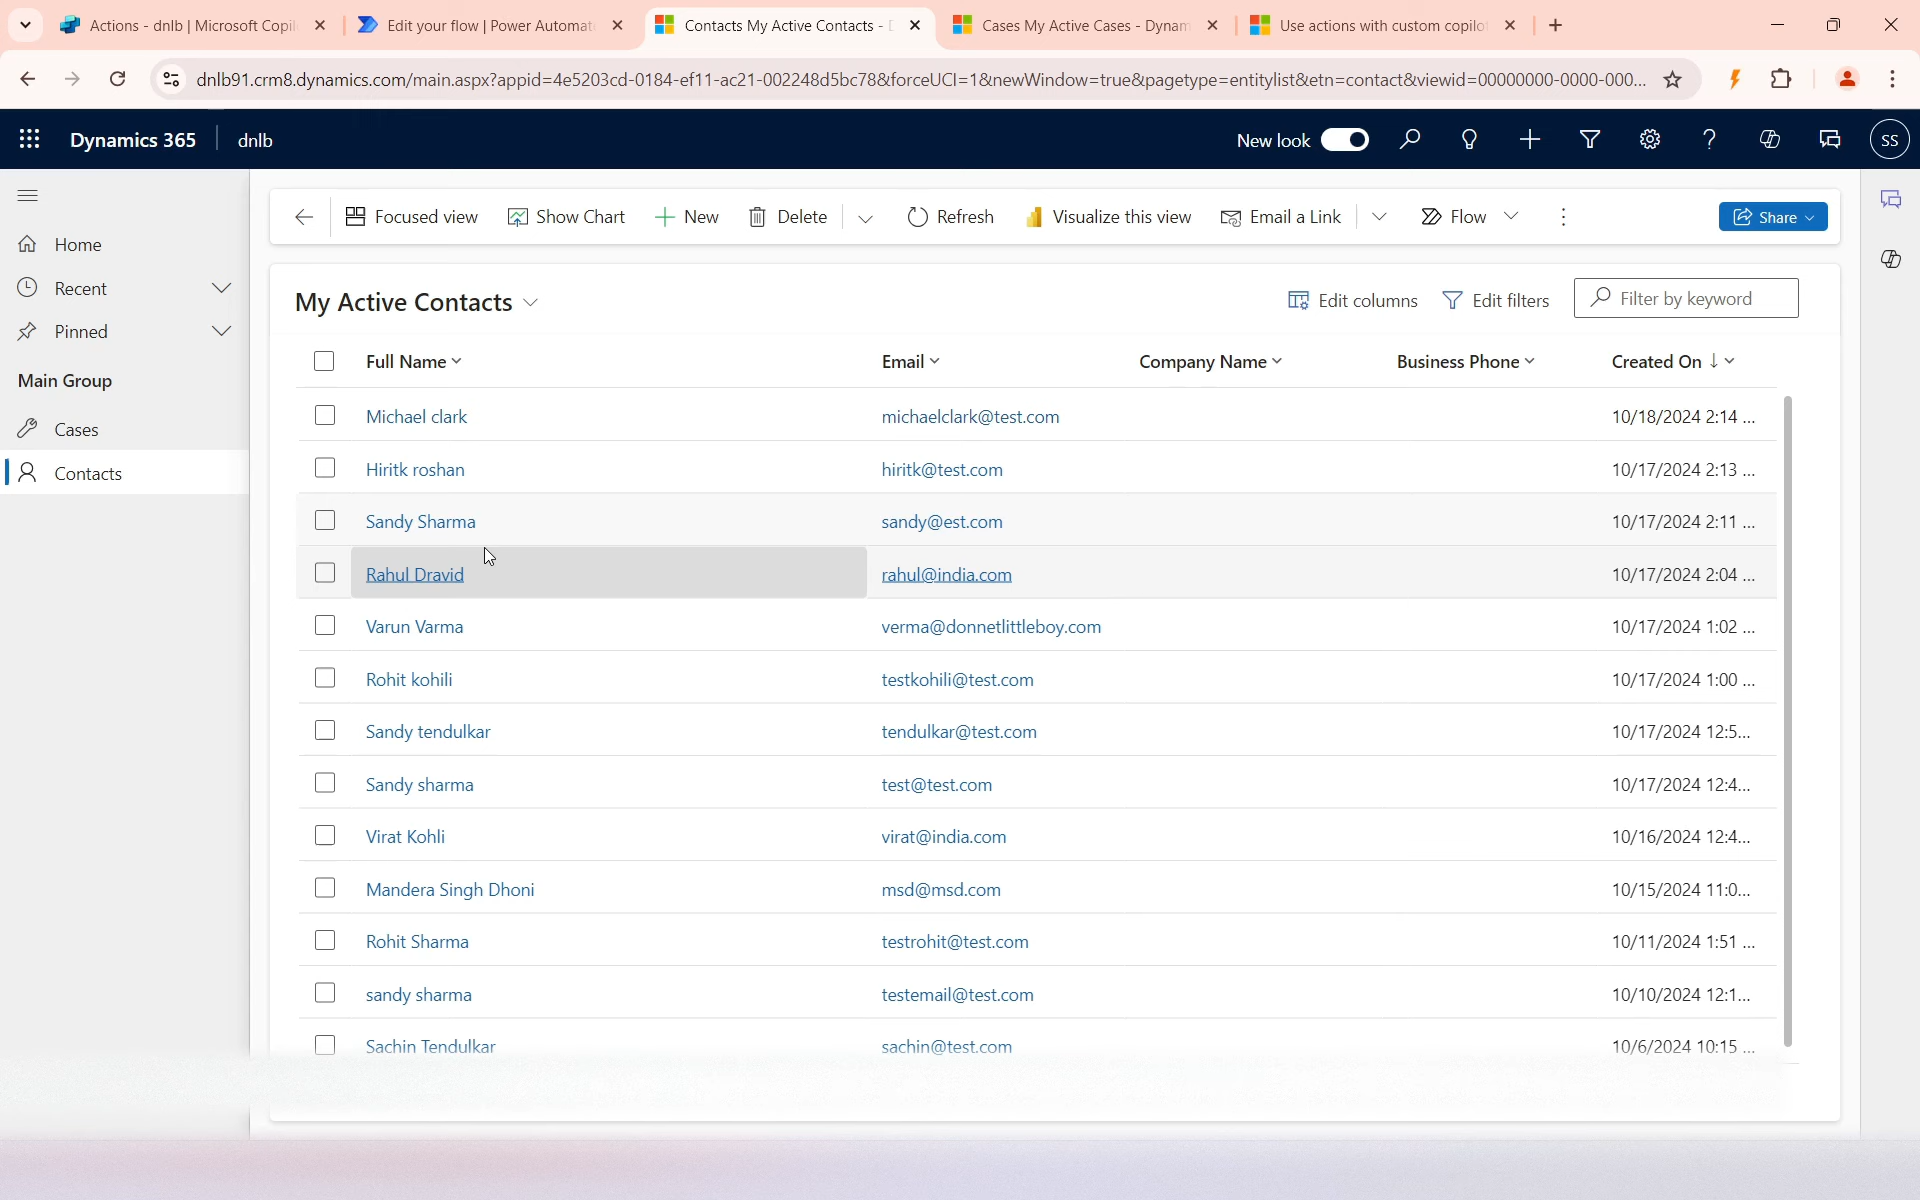 Actions - dnlb | Microsoft Copil
Edit your flow | Power Automat
Contacts My Active Contacts -
Cases My Active Cases - Dynam
Use actions with custom copilo
dnlb91.crm8.dynamics.com/main.aspx?appid=4e5203cd-0184-ef11-ac21-002248d5bc78&forceUCI=1&newWindow=true&pagetype=entitylist&etn=contact&viewid=00000000-0000-000...
Dynamics 365
dnlb
New look
SS
Focused view
Show Chart
New
Delete
Refresh
Visualize this view
Email a Link
Flow
Share
Home
Recent
Pinned
Main Group
Cases
Contacts
My Active Contacts
Edit columns
Edit filters
Filter by keyword
Full Name Email Company Name Business Phone Created On
Michael clark michaelclark@test.com 10/18/2024 2:14 ...
Hiritk roshan hiritk@test.com 10/17/2024 2:13 ...
Sandy Sharma sandy@est.com 10/17/2024 2:11 ...
Rahul Dravid rahul@india.com 10/17/2024 2:04 ...
Varun Varma verma@donnetlittleboy.com 10/17/2024 1:02 ...
Rohit kohili testkohili@test.com 10/17/2024 1:00 ...
Sandy tendulkar tendulkar@test.com 10/17/2024 12:5...
Sandy sharma test@test.com 10/17/2024 12:4...
Virat Kohli virat@india.com 10/16/2024 12:4...
Mandera Singh Dhoni msd@msd.com 10/15/2024 11:0...
Rohit Sharma testrohit@test.com 10/11/2024 1:51 ...
sandy sharma testemail@test.com 10/10/2024 12:1...
Sachin Tendulkar sachin@test.com 10/6/2024 10:15 ...